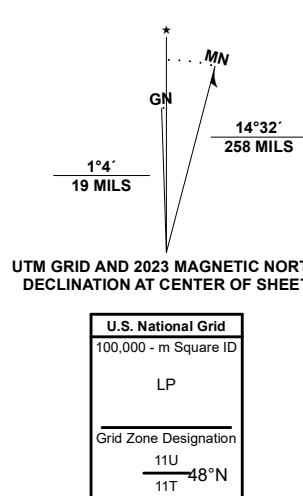 ★
MN
GN
14°32´
258 MILS
1°4´
19 MILS
UTM GRID AND 2023 MAGNETIC NORT
DECLINATION AT CENTER OF SHEET
U.S. National Grid
100,000 - m Square ID
LP
Grid Zone Designation
11U
48°N
11T